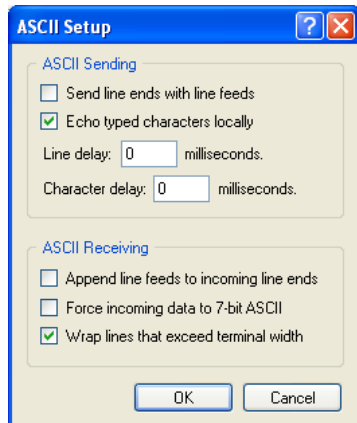 ASCII Setup
ASCII Sending
Send line ends with line feeds
Echo typed characters locally
Line delay: 0 milliseconds.
Character delay: 0 milliseconds.
ASCII Receiving
Append line feeds to incoming line ends
Force incoming data to 7-bit ASCII
Wrap lines that exceed terminal width
OK Cancel